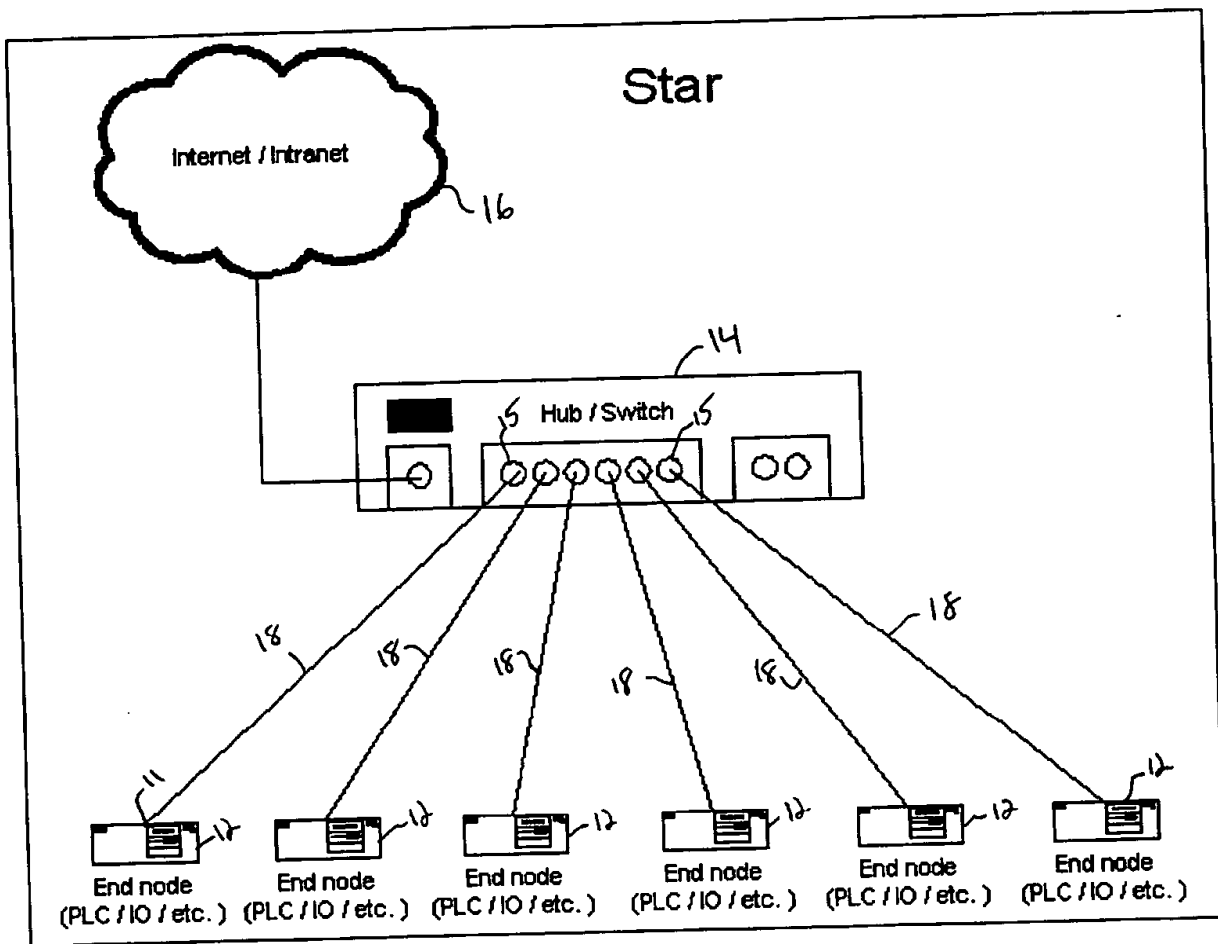 Star
Internet / Intranet
16
14
15 Hub / Switch 15
18 18 18 18 18 18
11 12 12 12 12 12 12
End node End node End node End node End node End node
(PLC / IO / etc. ) (PLC / IO / etc. ) (PLC / IO / etc. ) (PLC / IO / etc. ) (PLC / IO / etc. ) (PLC / IO / etc. )